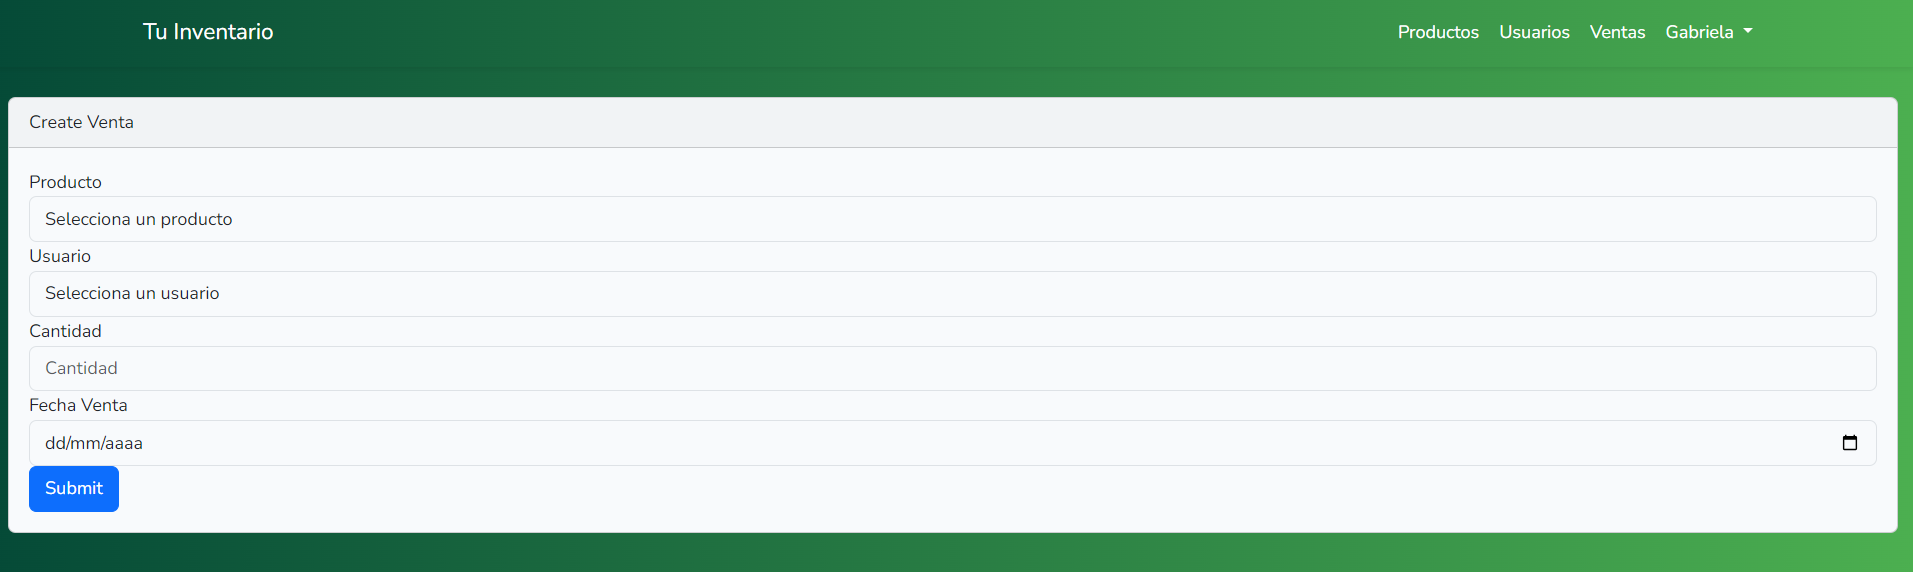 Tu Inventario Productos Usuarios Ventas Gabriela
Create Venta
Producto
Selecciona un producto
Usuario
Selecciona un usuario
Cantidad
Cantidad
Fecha Venta
dd/mm/aaaa
Submit